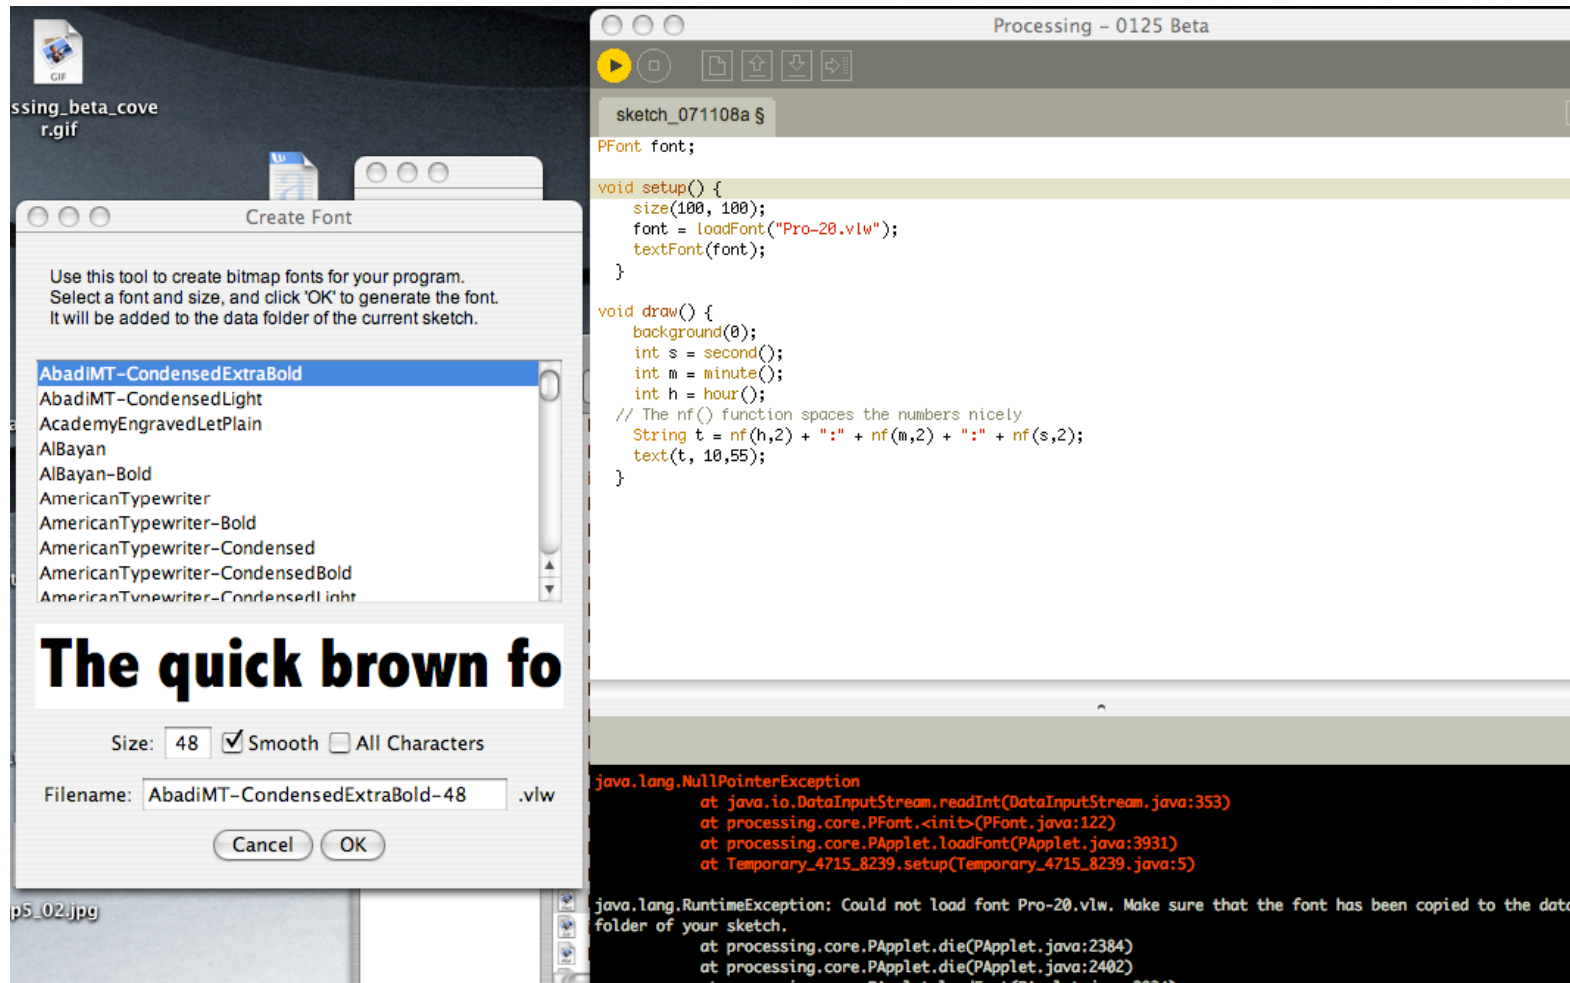 GIF
ssing_beta_cove
r.gif
Create Font
Use this tool to create bitmap fonts for your program.
Select a font and size, and click 'OK' to generate the font.
It will be added to the data folder of the current sketch.
AbadiMT-CondensedExtraBold
AbadiMT-CondensedLight
AcademyEngravedLetPlain
AlBayan
AlBayan-Bold
AmericanTypewriter
AmericanTypewriter-Bold
AmericanTypewriter-Condensed
AmericanTypewriter-CondensedBold
AmericanTypewriter-CondensedLight
The quick brown fo
Size: 48 Smooth All Characters
Filename: AbadiMT-CondensedExtraBold-48 .vlw
Cancel OK
p5_02.jpg
Processing - 0125 Beta
sketch_071108a §
PFont font;
void setup() {
size(100, 100);
font = loadFont("Pro-20.vlw");
textFont(font);
}
void draw() {
background(0);
int s = second();
int m = minute();
int h = hour();
// The nf() function spaces the numbers nicely
String t = nf(h,2) + ":" + nf(m,2) + ":" + nf(s,2);
text(t, 10,55);
}
java.lang.NullPointerException
at java.io.DataInputStream.readInt(DataInputStream.java:353)
at processing.core.PFont.<init>(PFont.java:122)
at processing.core.PApplet.loadFont(PApplet.java:3931)
at Temporary_4715_8239.setup(Temporary_4715_8239.java:5)
java.lang.RuntimeException: Could not load font Pro-20.vlw. Make sure that the font has been copied to the data
folder of your sketch.
at processing.core.PApplet.die(PApplet.java:2384)
at processing.core.PApplet.die(PApplet.java:2402)